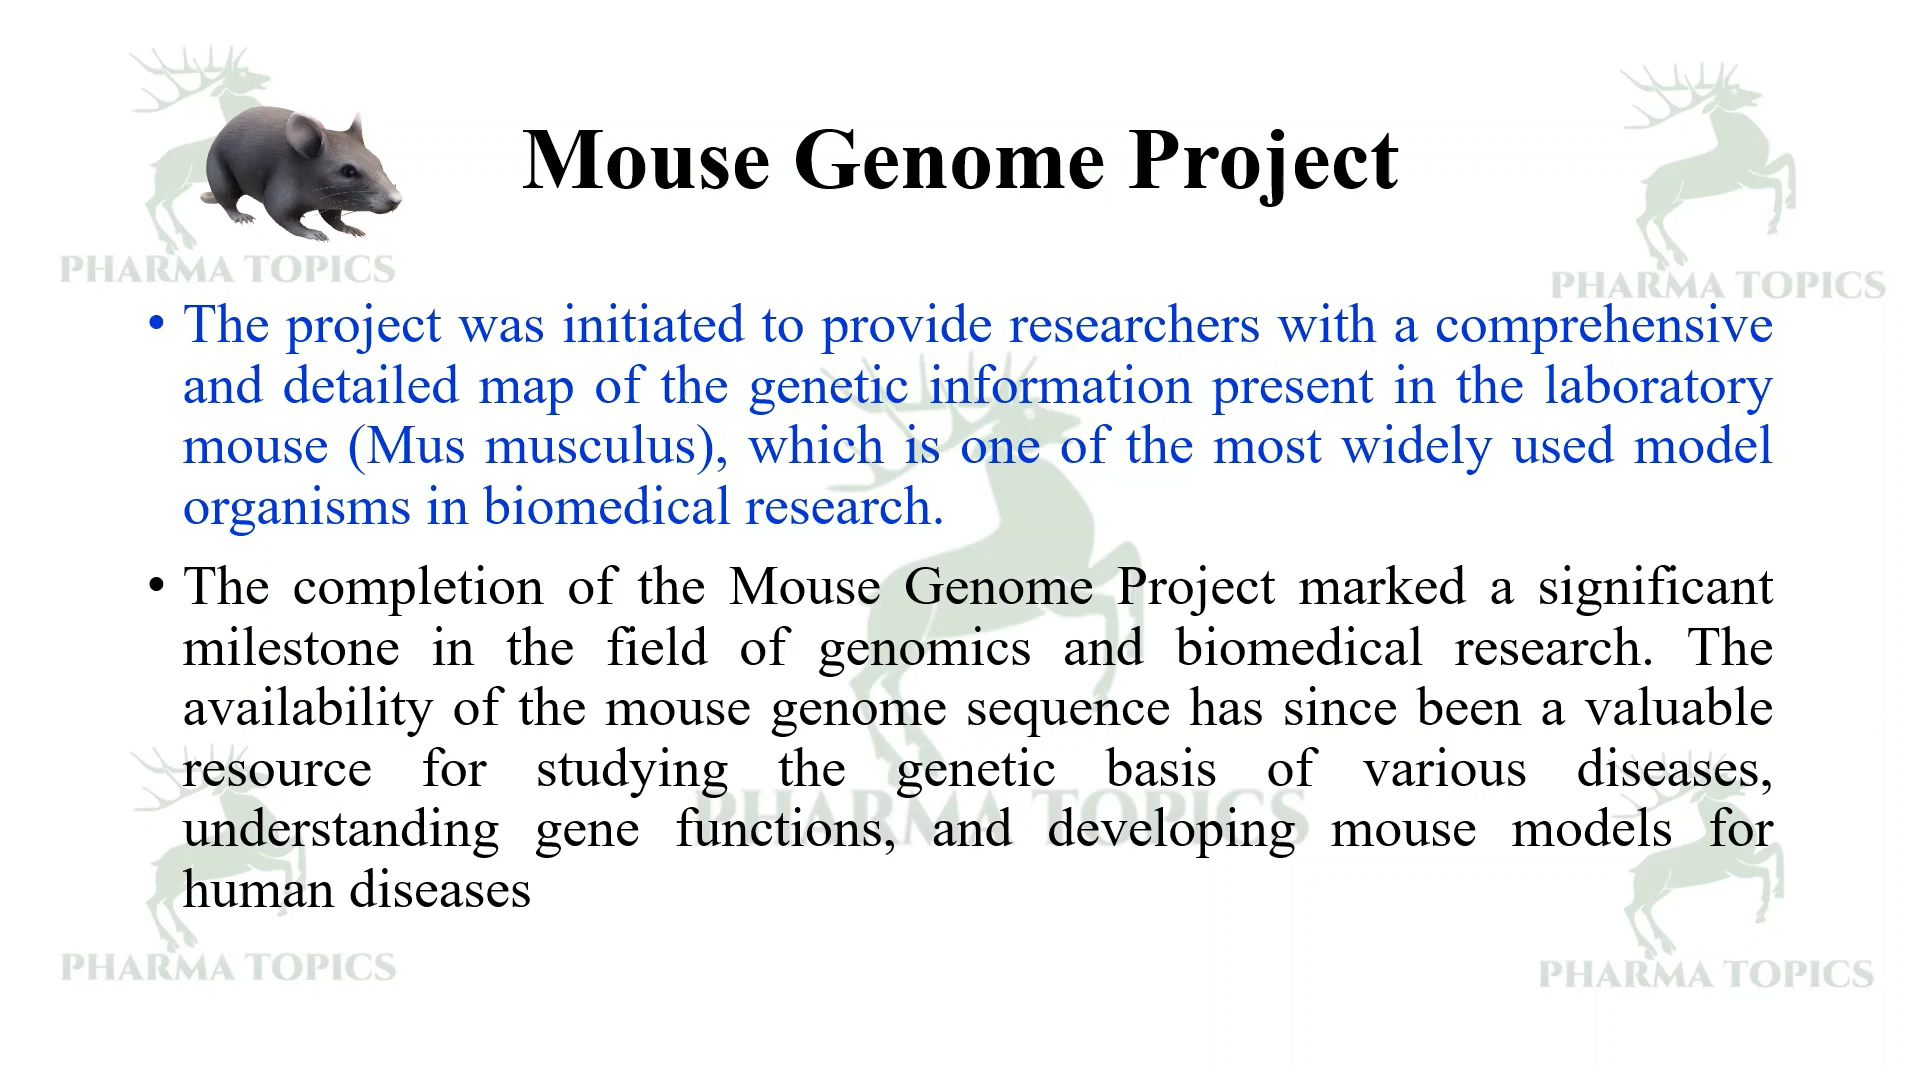 Mouse Genome Project
PHARMA TOPICS
PHARMA TOPICS
• The project was initiated to provide researchers with a comprehensive
and detailed map of the genetic information present in the laboratory
mouse (Mus musculus), which is one of the most widely used model
organisms in biomedical research.
• The completion of the Mouse Genome Project marked a significant
milestone in the field of genomics and biomedical research. The
availability of the mouse genome sequence has since been a valuable
resource for studying the genetic basis of various diseases,
PHARMA TOPICS
understanding gene functions, and developing mouse models for
human diseases
PHARMA TOPICS
PHARMA TOPICS